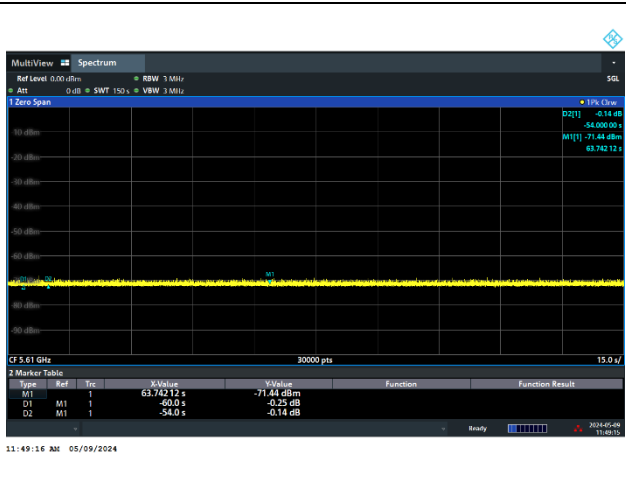 MultiView Spectrum
Ref Level 0.00 dBm RBW 3 MHz SGL
Att 0 dB SWT 150 s VBW 3 MHz
1 Zero Span 1Pk Clrw
D2[1] -0.14 dB
-54.000 00 s
M1[1] -71.44 dBm
63.742 12 s
-10 dBm
-20 dBm
-30 dBm
-40 dBm
-50 dBm
-60 dBm
M1
D2
-80 dBm
-90 dBm
CF 5.61 GHz 30000 pts 15.0 s/
2 Marker Table
Type Ref Trc X-Value Y-Value Function Function Result
M1 1 63.742 12 s -71.44 dBm
D1 M1 1 -60.0 s -0.25 dB
D2 M1 1 -54.0 s -0.14 dB
Ready 2024-05-09
11:49:15
11:49:16 AM 05/09/2024